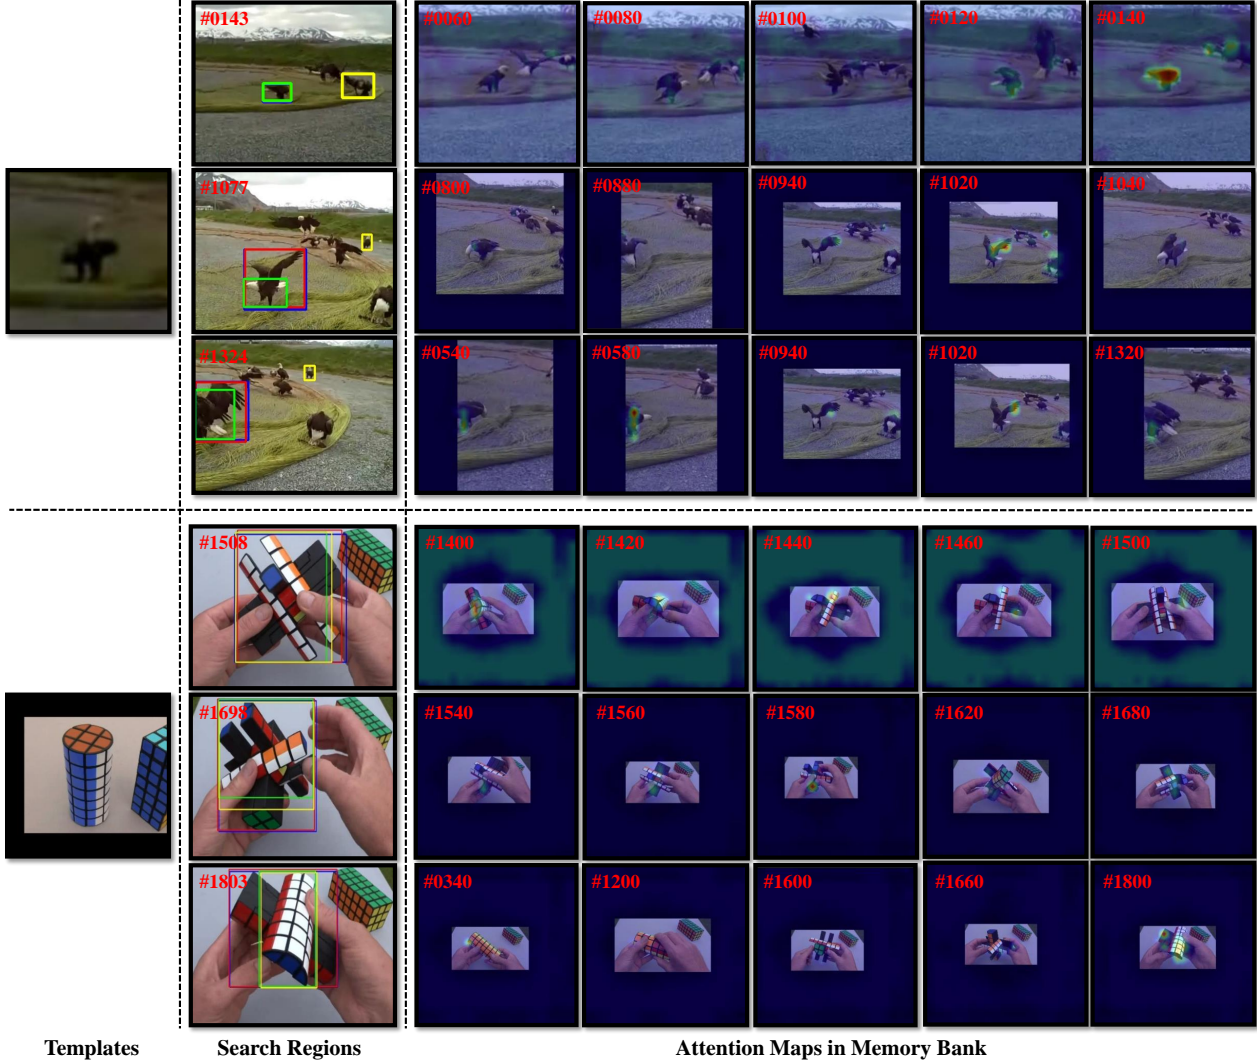 #0143 #0060 #0080 #0100 #0120 #0140
#1077 #0800 #0880 #0940 #1020 #1040
#1324 #0540 #0580 #0940 #1020 #1320
#1508 #1400 #1420 #1440 #1460 #1500
#1698 #1540 #1560 #1580 #1620 #1680
#1803 #0340 #1200 #1600 #1660 #1800
Templates Search Regions Attention Maps in Memory Bank